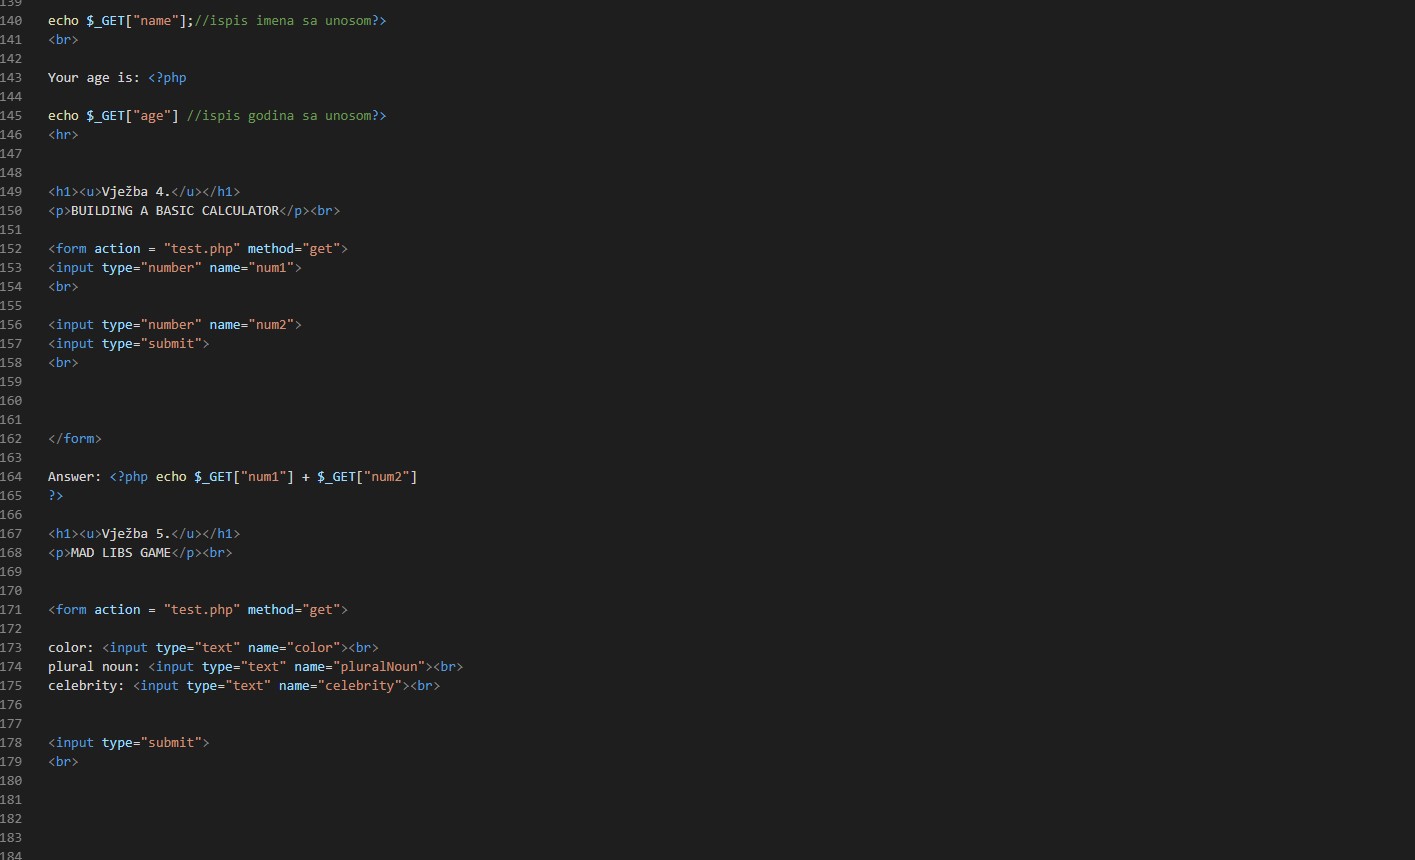 139
140 echo $_GET["name"];//ispis imena sa unosom?>
141 <br>
142
143 Your age is: <?php
144
145 echo $_GET["age"] //ispis godina sa unosom?>
146 <hr>
147
148
149 <h1><u>Vježba 4.</u></h1>
150 <p>BUILDING A BASIC CALCULATOR</p><br>
151
152 <form action = "test.php" method="get">
153 <input type="number" name="num1">
154 <br>
155
156 <input type="number" name="num2">
157 <input type="submit">
158 <br>
159
160
161
162 </form>
163
164 Answer: <?php echo $_GET["num1"] + $_GET["num2"]
165 ?>
166
167 <h1><u>Vježba 5.</u></h1>
168 <p>MAD LIBS GAME</p><br>
169
170
171 <form action = "test.php" method="get">
172
173 color: <input type="text" name="color"><br>
174 plural noun: <input type="text" name="pluralNoun"><br>
175 celebrity: <input type="text" name="celebrity"><br>
176
177
178 <input type="submit">
179 <br>
180
181
182
183
184